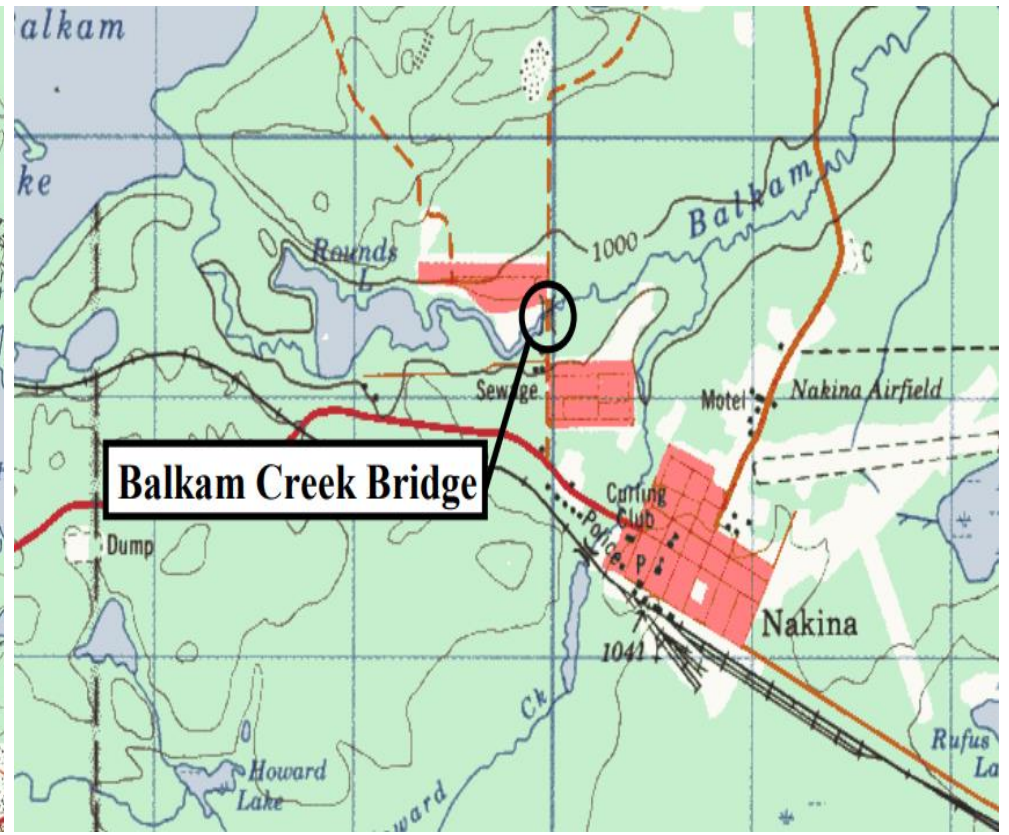 alkam
ke
Rounds
L
1000
Balkam
C
Sewage
Motel
Nakina Airfield
Balkam Creek Bridge
Curling
Club
Police
P
Dump
Nakina
1041
Ck
Howard
Lake
oward
Rufus
La